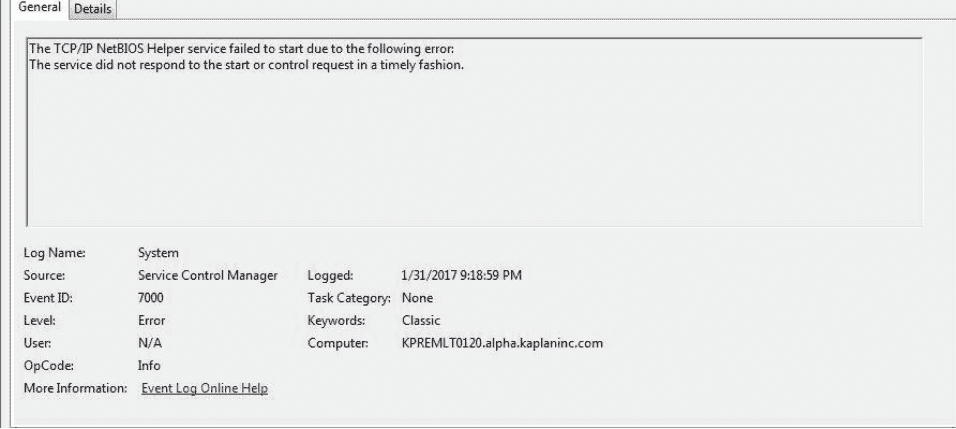 General Details
The TCP/IP NetBIOS Helper service failed to start due to the following error:
The service did not respond to the start or control request in a timely fashion.
Log Name: System
Source: Service Control Manager Logged: 1/31/2017 9:18:59 PM
Event ID: 7000 Task Category: None
Level: Error Keywords: Classic
User: N/A Computer: KPREMLT0120.alpha.kaplaninc.com
OpCode: Info
More Information: Event Log Online Help